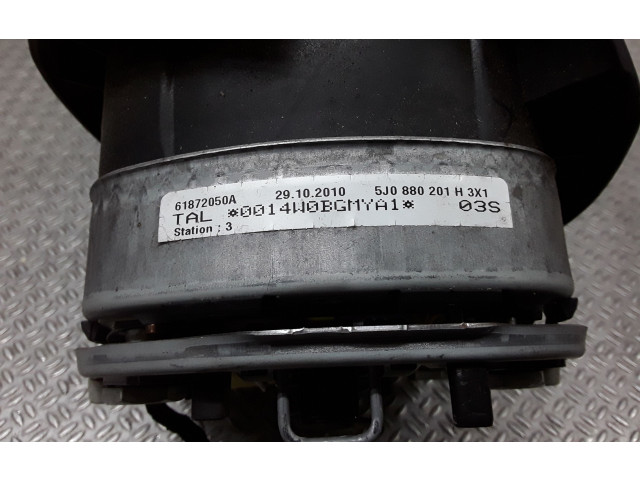 61872050A 29.10.2010 5J0 880 201 H 3X1
TAL *0014W0BGMYA1* 03S
Station : 3